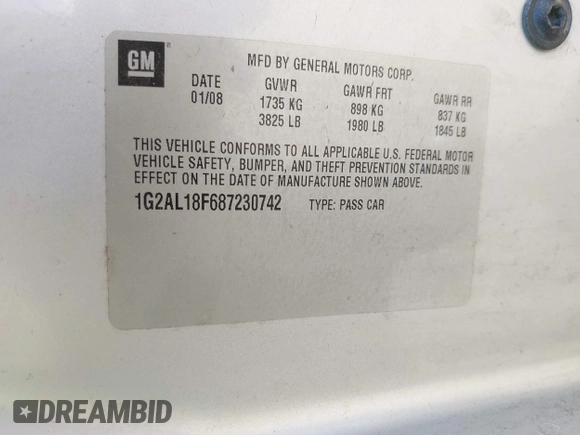 GM ®
MFD BY GENERAL MOTORS CORP.
DATE GVWR GAWR FRT GAWR RR
01/08 1735 KG 898 KG 837 KG
3825 LB 1980 LB 1845 LB
THIS VEHICLE CONFORMS TO ALL APPLICABLE U.S. FEDERAL MOTOR
VEHICLE SAFETY, BUMPER, AND THEFT PREVENTION STANDARDS IN
EFFECT ON THE DATE OF MANUFACTURE SHOWN ABOVE.
1G2AL18F687230742 TYPE: PASS CAR
DREAMBID